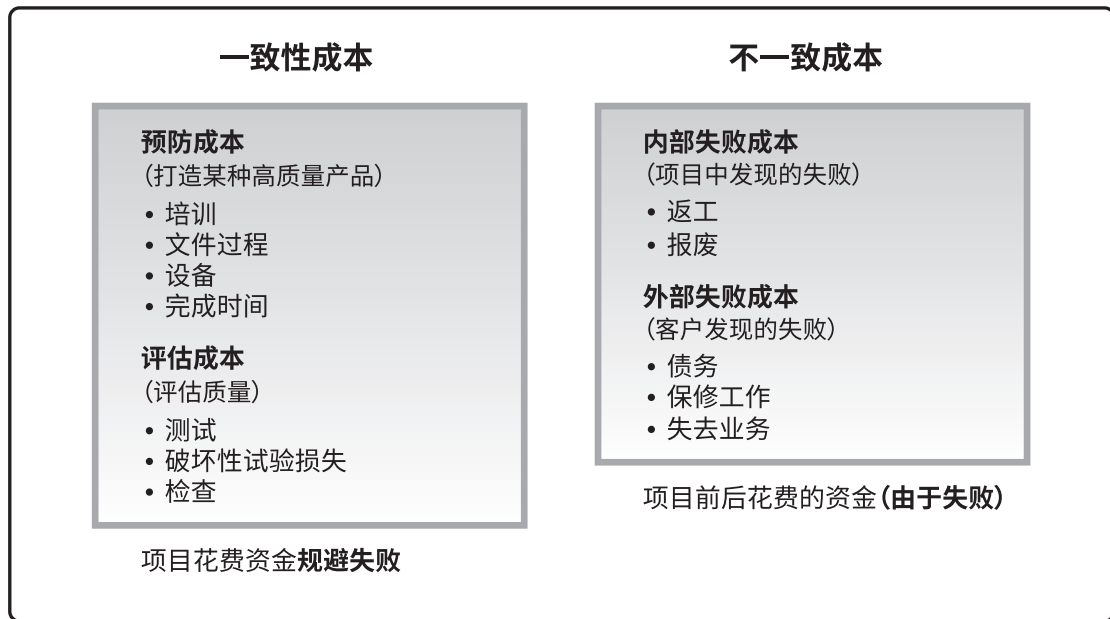 一致性成本
预防成本
（打造某种高质量产品）
• 培训
• 文件过程
• 设备
• 完成时间
评估成本
（评估质量）
• 测试
• 破坏性试验损失
• 检查
项目花费资金规避失败
不一致成本
内部失败成本
（项目中发现的失败）
• 返工
• 报废
外部失败成本
（客户发现的失败）
• 债务
• 保修工作
• 失去业务
项目前后花费的资金（由于失败）